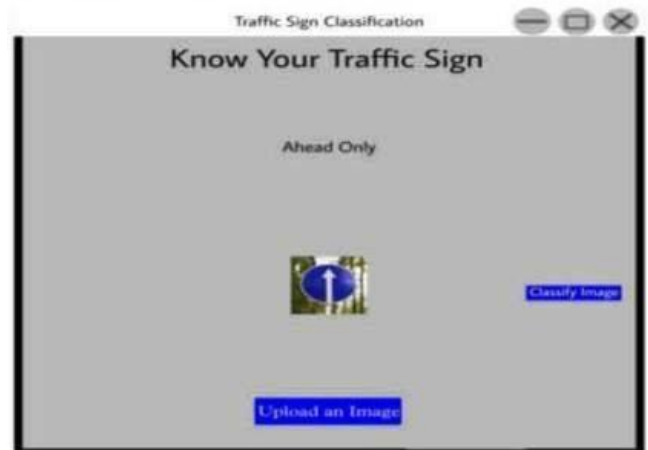 Traffic Sign Classification
Know Your Traffic Sign
Ahead Only
Classify Image
Upload an Image